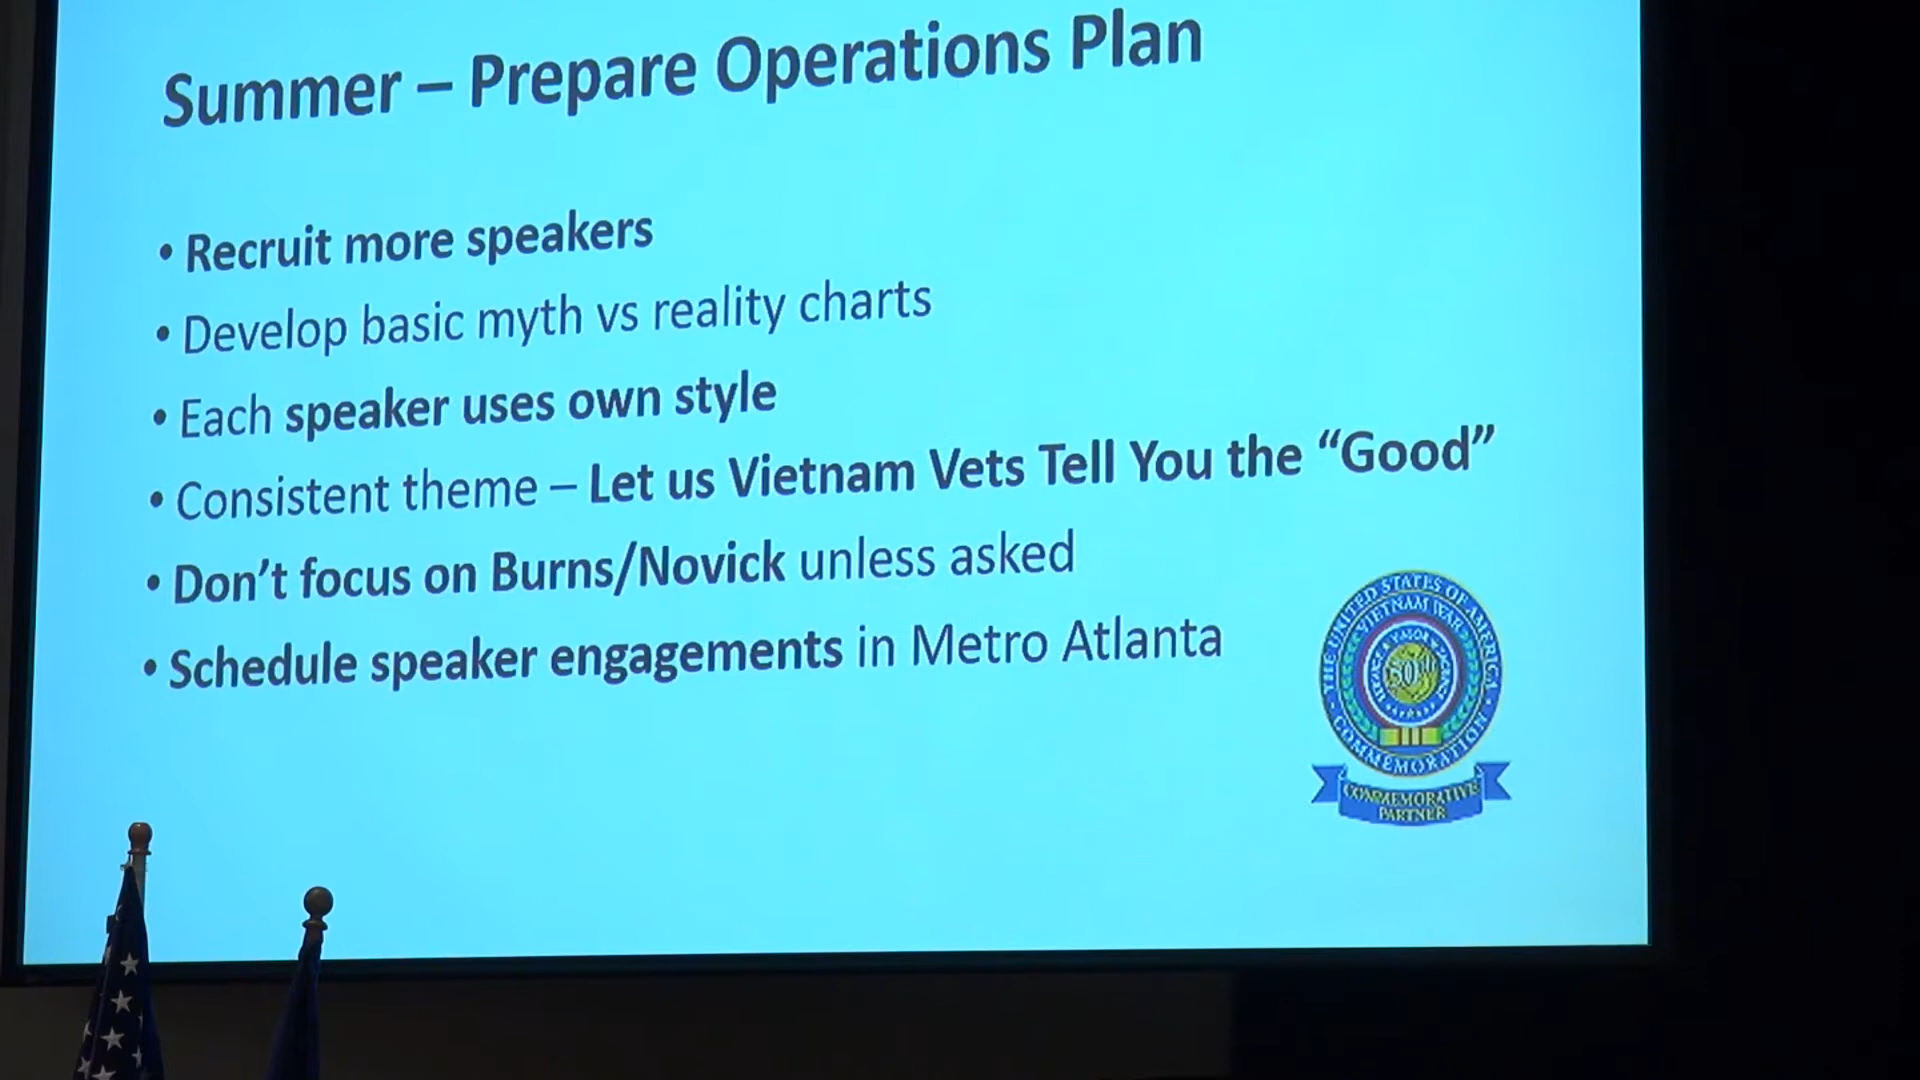 Summer – Prepare Operations Plan
• Recruit more speakers
• Develop basic myth vs reality charts
• Each speaker uses own style
• Consistent theme – Let us Vietnam Vets Tell You the “Good”
• Don’t focus on Burns/Novick unless asked
• Schedule speaker engagements in Metro Atlanta
THE UNITED STATES OF AMERICA
VIETNAM WAR
50th
COMMEMORATION
COMMEMORATIVE
PARTNER